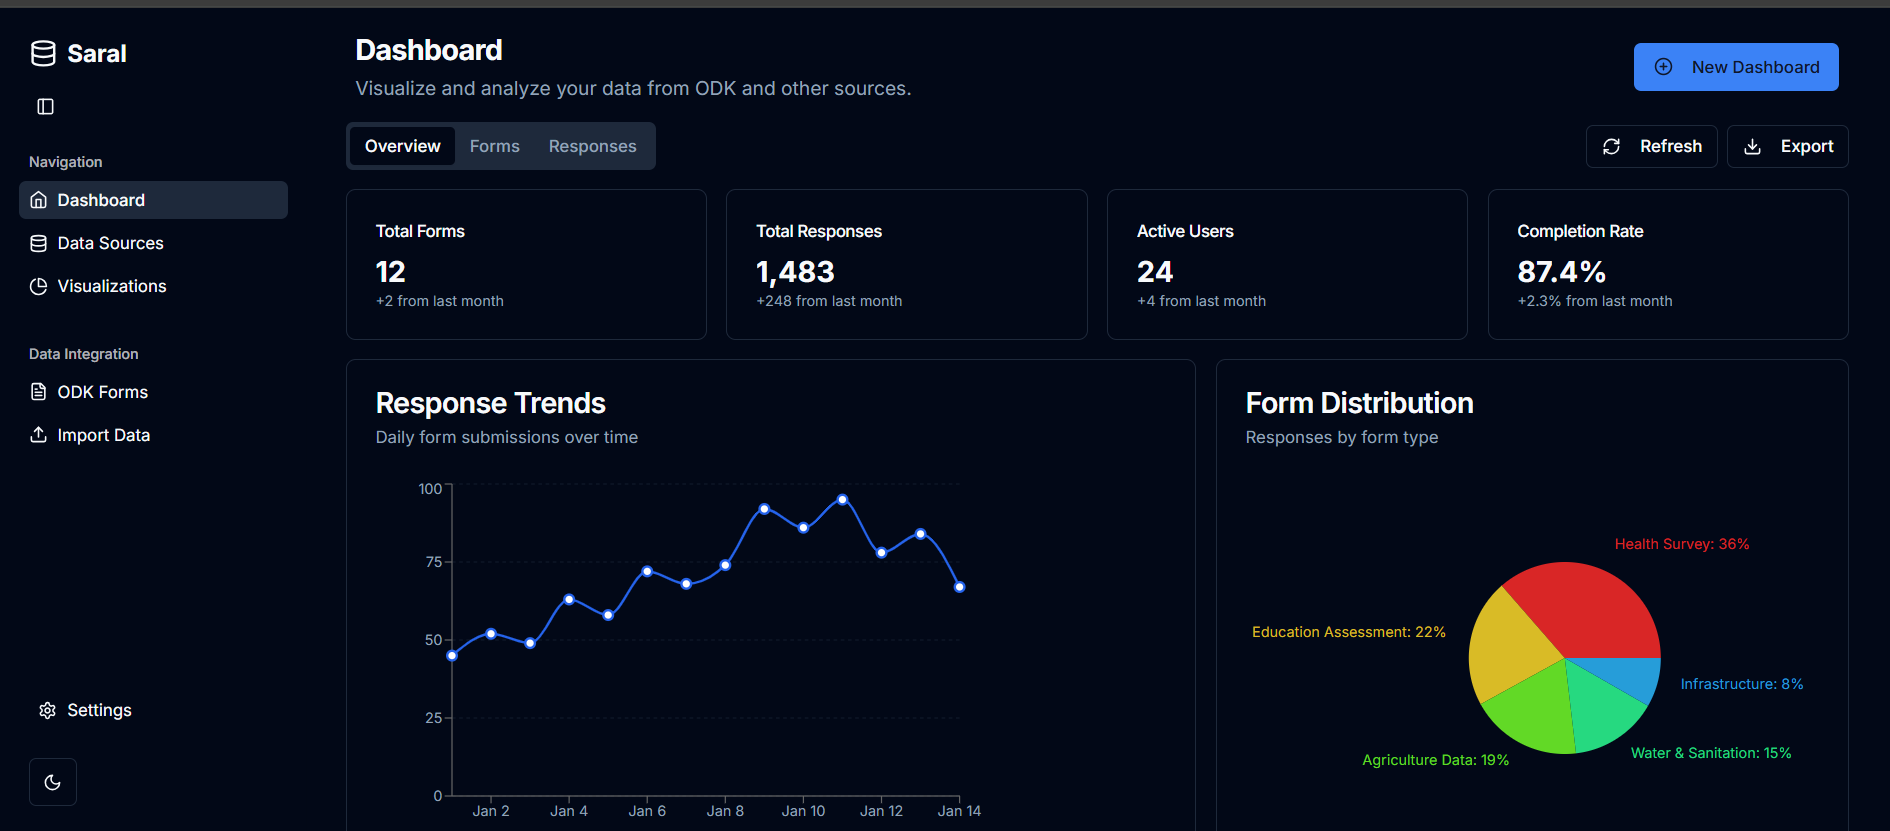 Saral
Navigation
Dashboard
Data Sources
Visualizations
Data Integration
ODK Forms
Import Data
Settings
Dashboard
Visualize and analyze your data from ODK and other sources.
New Dashboard
Overview Forms Responses
Refresh Export
Total Forms
12
+2 from last month
Total Responses
1,483
+248 from last month
Active Users
24
+4 from last month
Completion Rate
87.4%
+2.3% from last month
Response Trends
Daily form submissions over time
100
75
50
25
0
Jan 2 Jan 4 Jan 6 Jan 8 Jan 10 Jan 12 Jan 14
Form Distribution
Responses by form type
Health Survey: 36%
Education Assessment: 22%
Infrastructure: 8%
Water & Sanitation: 15%
Agriculture Data: 19%